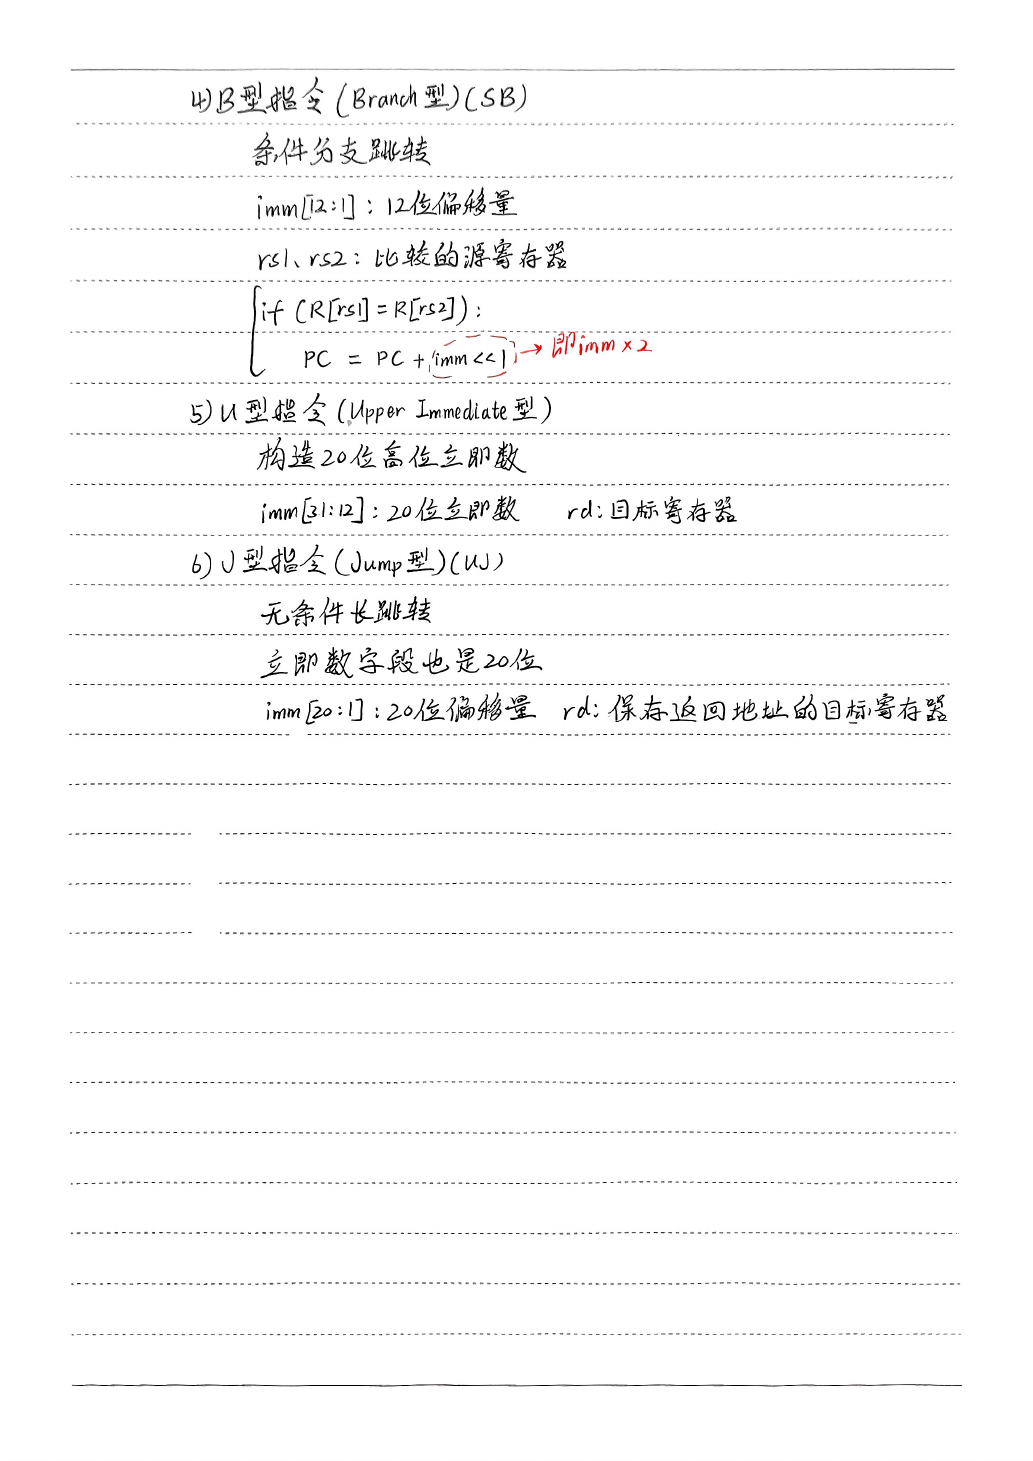 4)B型指令(Branch型)(SB)
条件分支跳转
imm[12:1]:12位偏移量
rs1、rs2:比较的源寄存器
if (R[rs1]=R[rs2]):
PC = PC+imm<<1→即imm×2
5)U型指令(Upper Immediate型)
构造20位高位立即数
imm[31:12]:20位立即数 rd:目标寄存器
6)J型指令(Jump型)(UJ)
无条件长跳转
立即数字段也是20位
imm[20:1]:20位偏移量 rd:保存返回地址的目标寄存器